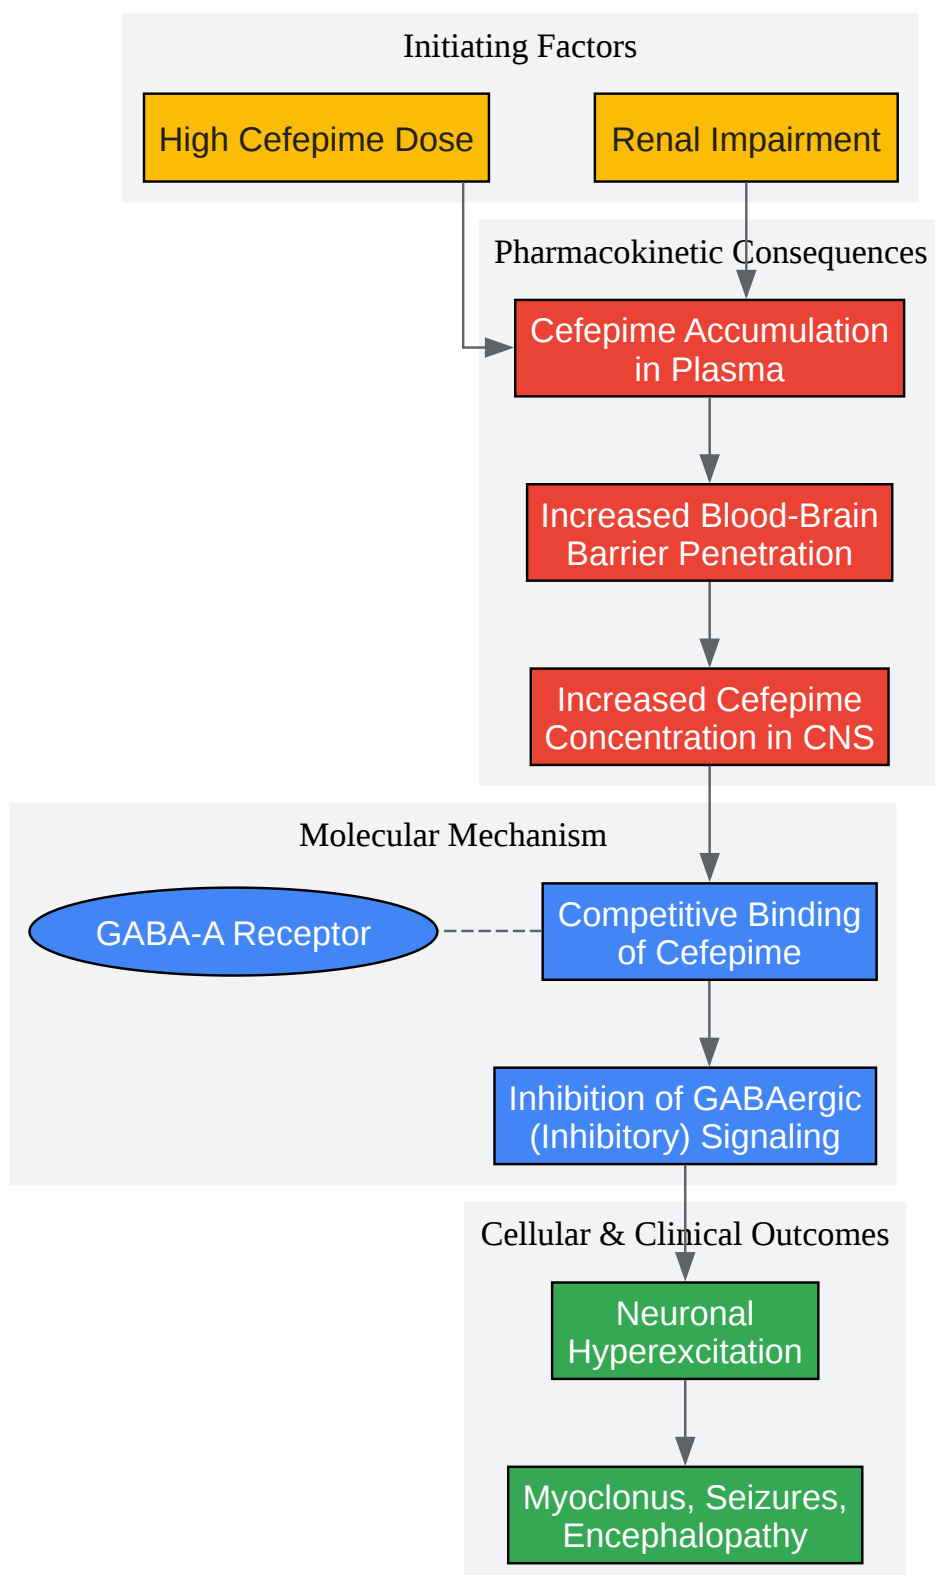 Initiating Factors
High Cefepime Dose
Renal Impairment
Pharmacokinetic Consequences
Cefepime Accumulation
in Plasma
Increased Blood-Brain
Barrier Penetration
Increased Cefepime
Concentration in CNS
Molecular Mechanism
GABA-A Receptor
Competitive Binding
of Cefepime
Inhibition of GABAergic
(Inhibitory) Signaling
Cellular & Clinical Outcomes
Neuronal
Hyperexcitation
Myoclonus, Seizures,
Encephalopathy